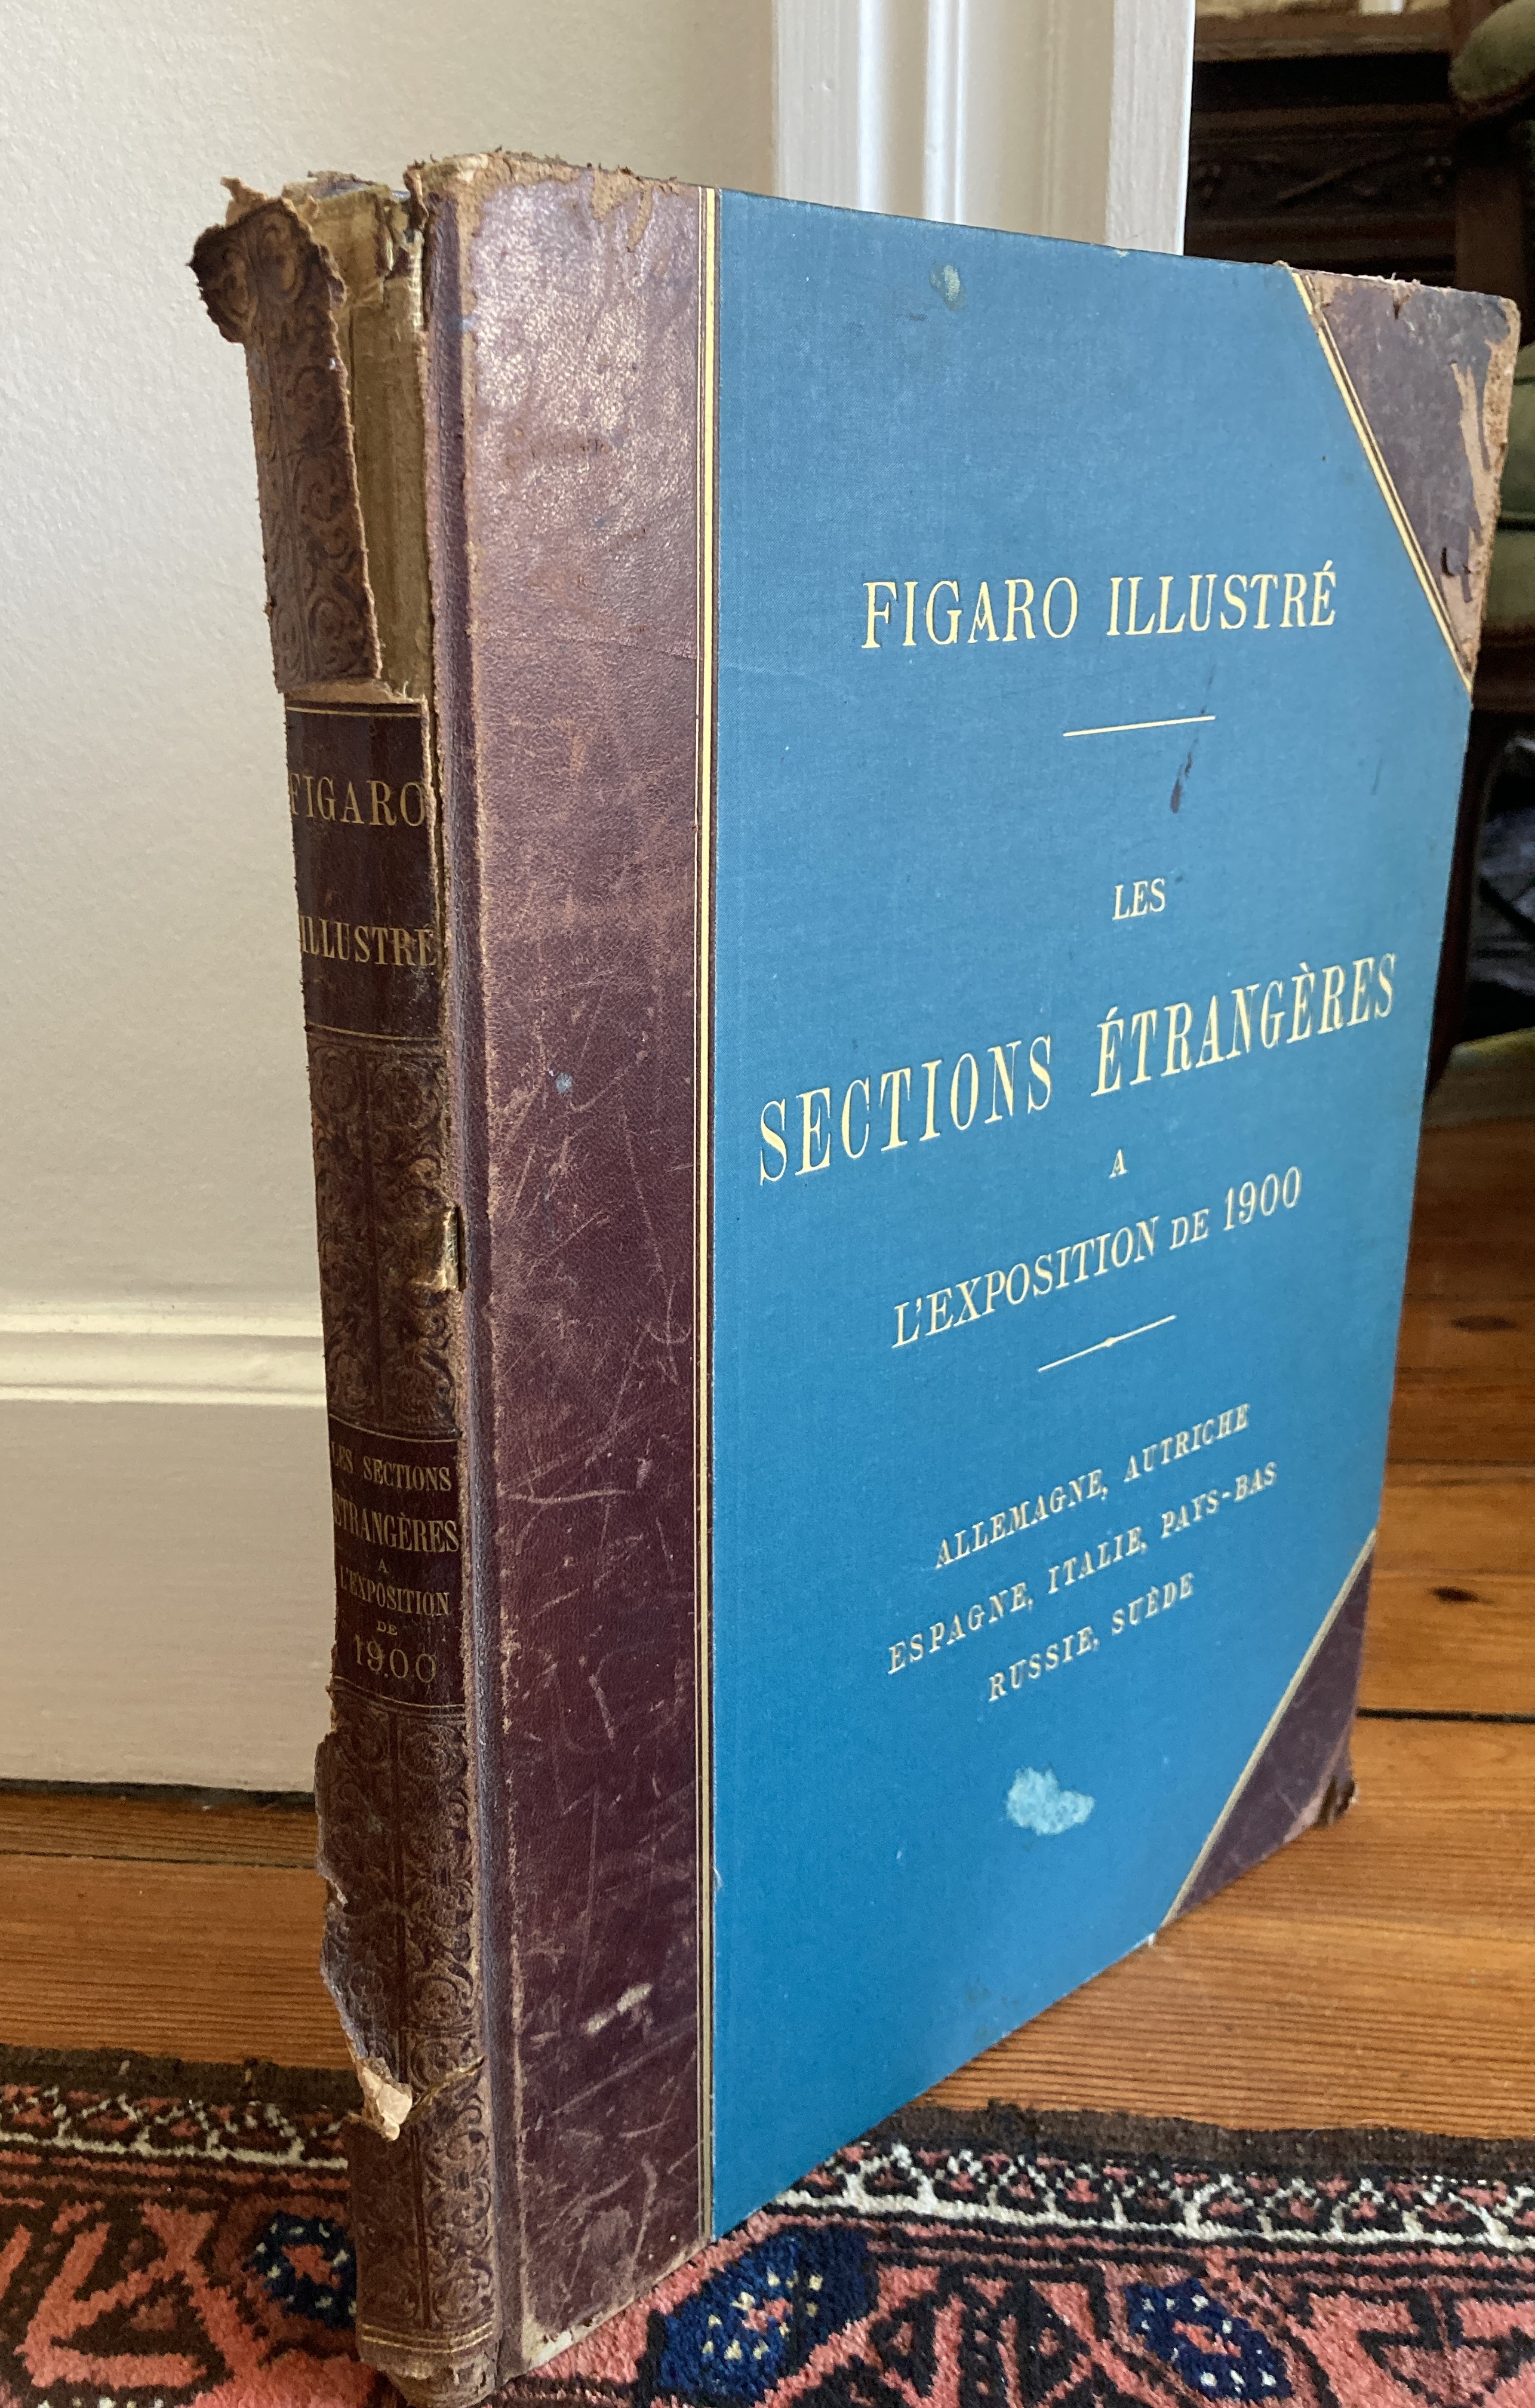 FIGARO
ILLUSTRÉ
LES SECTIONS
ÉTRANGÈRES
A
L'EXPOSITION
DE
1900
FIGARO ILLUSTRÉ
LES
SECTIONS ÉTRANGÈRES
A
L'EXPOSITION DE 1900
ALLEMAGNE, AUTRICHE
ESPAGNE, ITALIE, PAYS-BAS
RUSSIE, SUÈDE